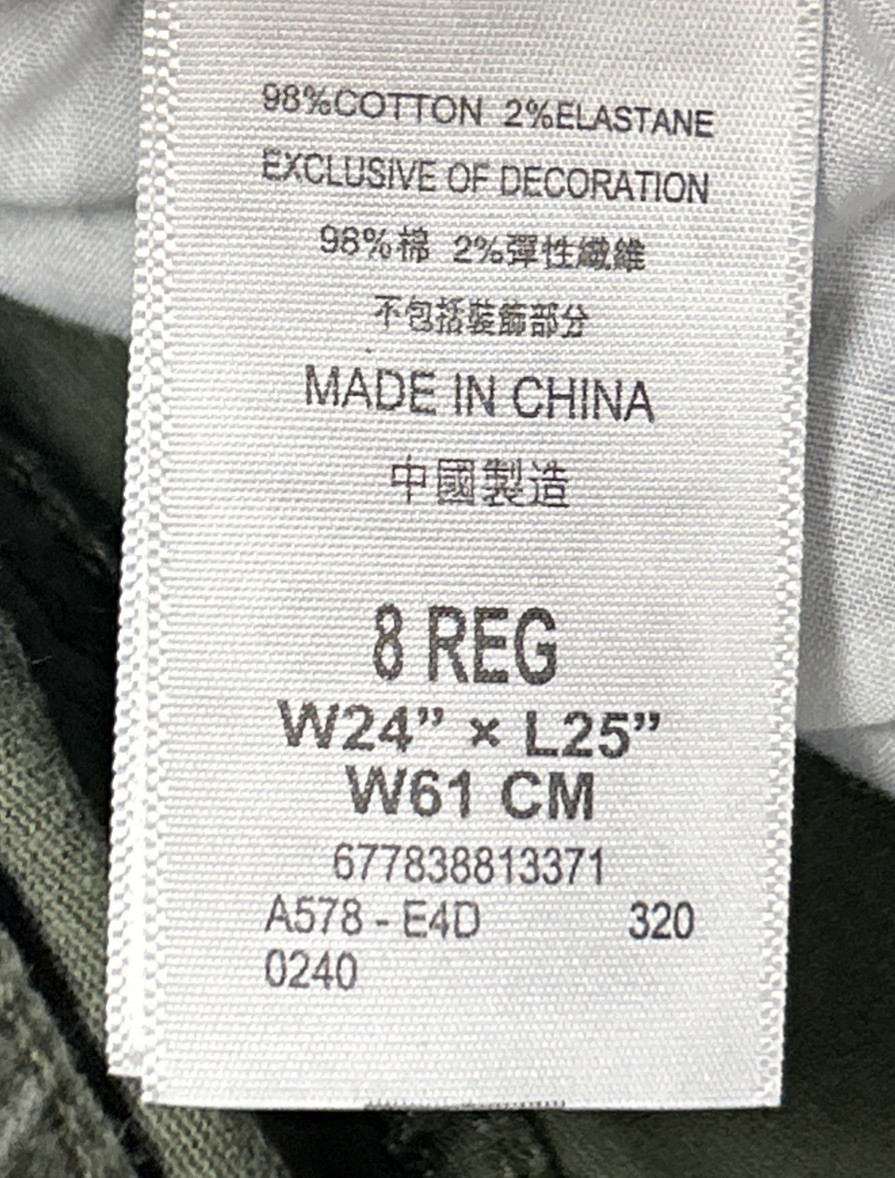 98%COTTON 2%ELASTANE
EXCLUSIVE OF DECORATION
98%棉 2%彈性纖維
不包括裝飾部分
MADE IN CHINA
中國製造
8 REG
W24” × L25”
W61 CM
677838813371
A578 - E4D 320
0240